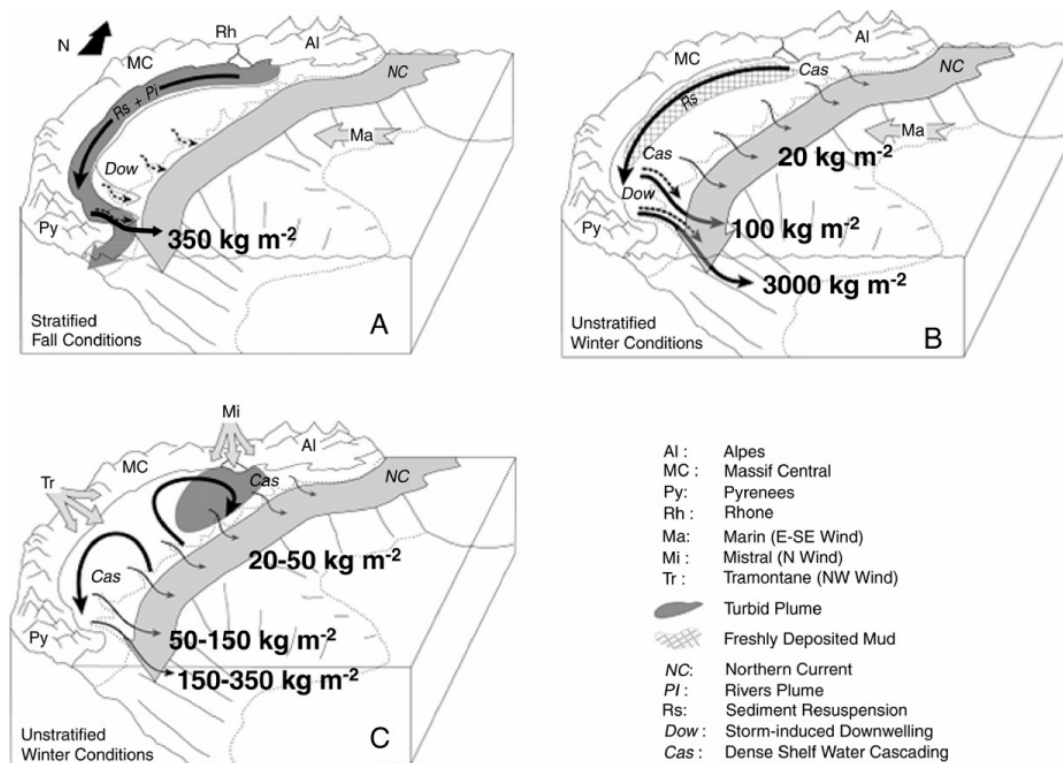 N
Rh
MC
Al
NC
Rs + Pi
Ma
Dow
Py
350 kg m-2
Stratified
Fall Conditions
A
MC
Al
Cas
NC
Rs
Ma
Cas
20 kg m-2
Dow
Py
100 kg m-2
3000 kg m-2
Unstratified
Winter Conditions
B
Mi
MC
Al
Tr
Cas
NC
20-50 kg m-2
Cas
Py
50-150 kg m-2
150-350 kg m-2
Unstratified
Winter Conditions
C
Al : Alpes
MC : Massif Central
Py: Pyrenees
Rh : Rhone
Ma: Marin (E-SE Wind)
Mi : Mistral (N Wind)
Tr : Tramontane (NW Wind)
Turbid Plume
Freshly Deposited Mud
NC: Northern Current
PI : Rivers Plume
Rs: Sediment Resuspension
Dow : Storm-induced Downwelling
Cas : Dense Shelf Water Cascading